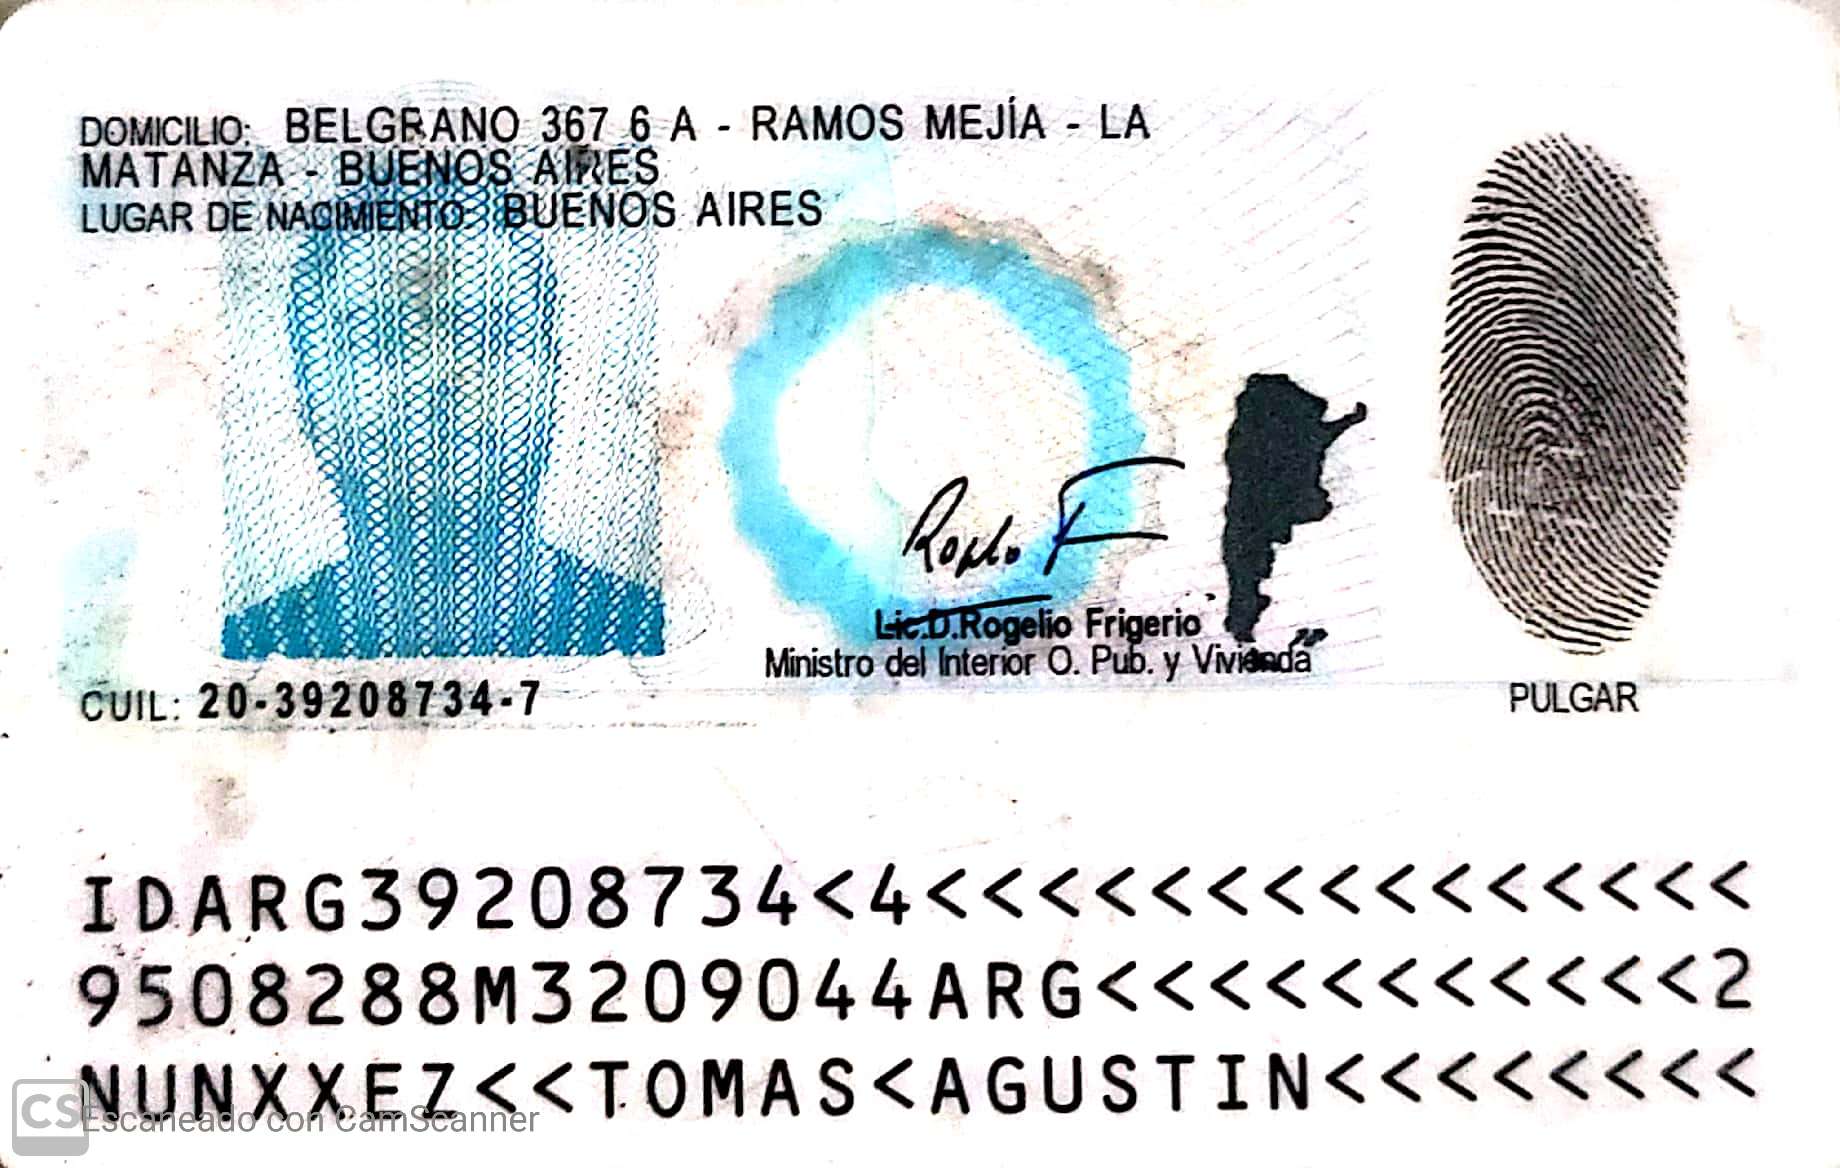 DOMICILIO: BELGRANO 367 6 A - RAMOS MEJÍA - LA
MATANZA - BUENOS AIRES
LUGAR DE NACIMIENTO: BUENOS AIRES
Lic.D.Rogelio Frigerio
Ministro del Interior O. Pub. y Vivienda
CUIL: 20-39208734-7
PULGAR
IDARG39208734<4<<<<<<<<<<<<<<<
9508288M3209044ARG<<<<<<<<<<<2
NUNXXEZ<<TOMAS<AGUSTIN<<<<<<<<
CS Escaneado con CamScanner